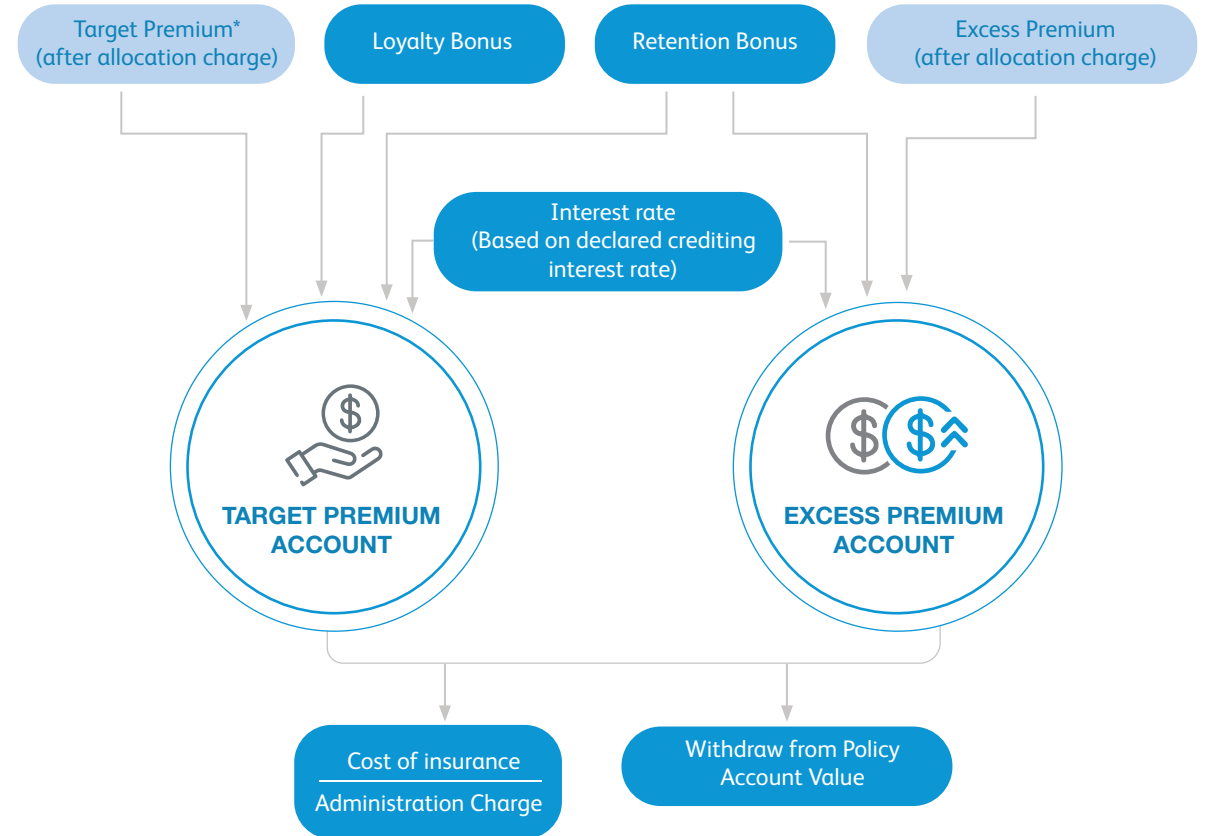 Target Premium*
(after allocation charge)
Loyalty Bonus
Retention Bonus
Excess Premium
(after allocation charge)
Interest rate
(Based on declared crediting
interest rate)
$
TARGET PREMIUM
ACCOUNT
$ $
EXCESS PREMIUM
ACCOUNT
Cost of insurance
Administration Charge
Withdraw from Policy
Account Value